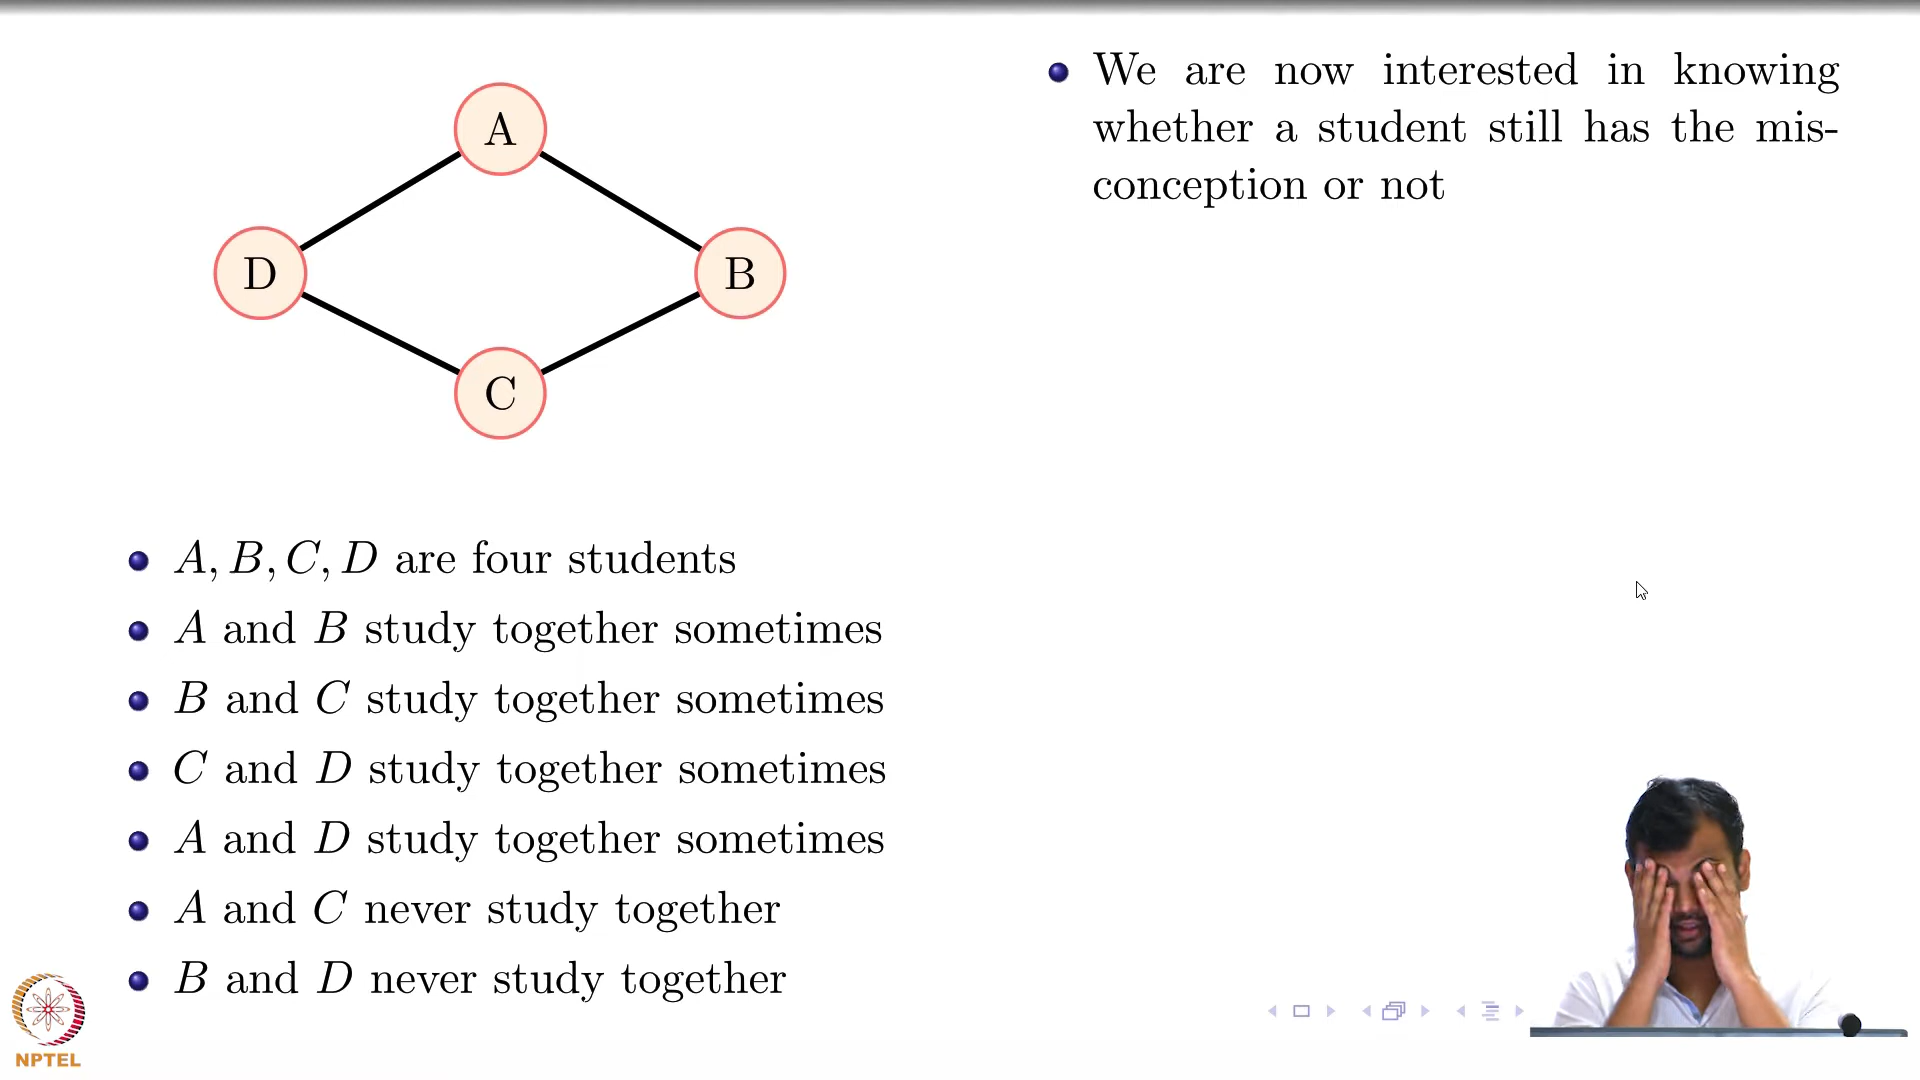 A
D
B
C
A, B, C, D are four students
A and B study together sometimes
B and C study together sometimes
C and D study together sometimes
A and D study together sometimes
A and C never study together
B and D never study together
We are now interested in knowing
whether a student still has the mis-
conception or not
NPTEL